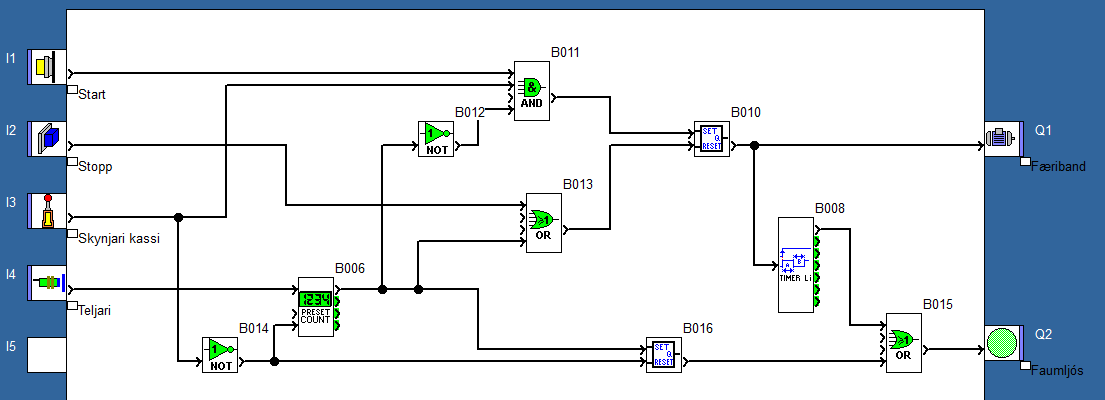 I1
Start
I2
Stopp
I3
Skynjari kassi
I4
Teljari
I5
B011
&
AND
B012
1
NOT
B010
SET
Q
RESET
Q1
Færiband
B013
≥1
OR
B008
A
B
TIMER Li
B006
1234
PRESET
COUNT
B014
1
NOT
B016
SET
Q
RESET
B015
≥1
OR
Q2
Faumljós